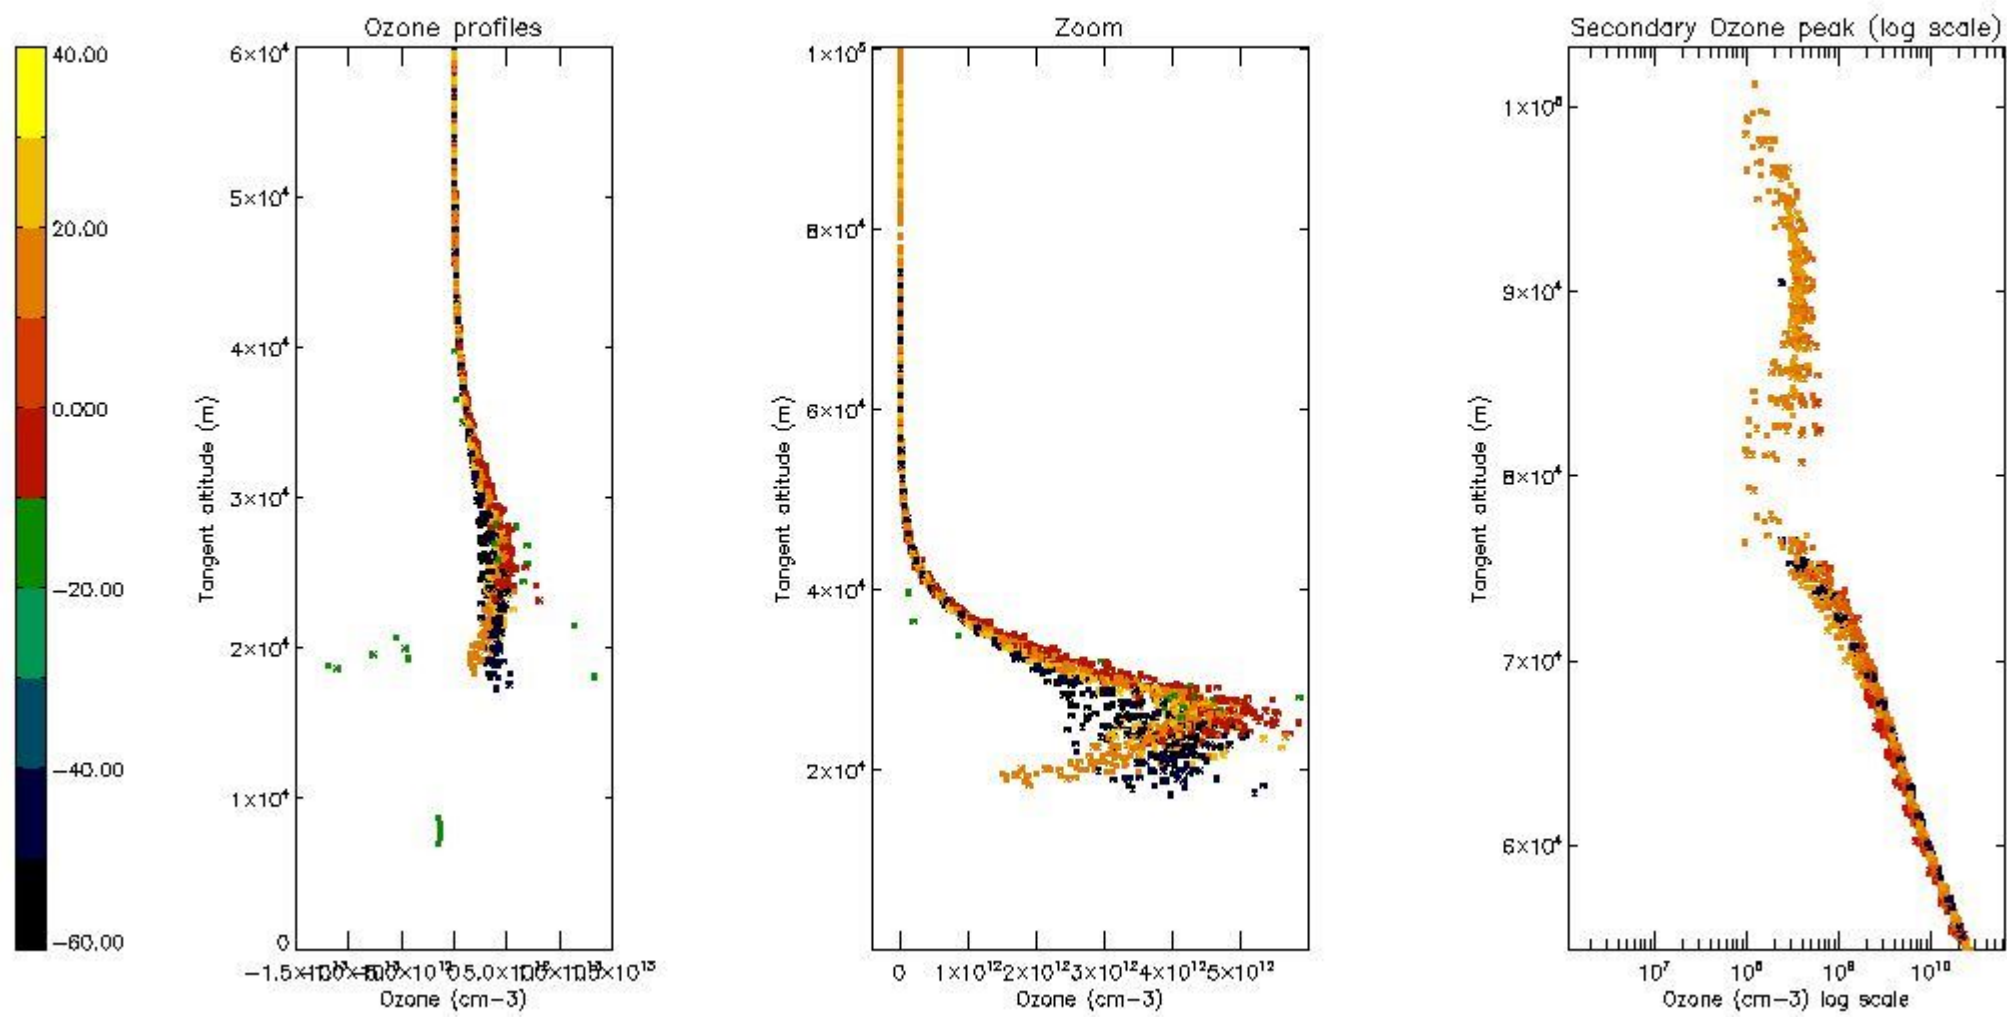 Ozone profiles
Zoom
Secondary Ozone peak (log scale)
40.00
20.00
0.000
−20.00
−40.00
−60.00
6×10⁴
5×10⁴
4×10⁴
3×10⁴
2×10⁴
1×10⁴
0
Tangent altitude (m)
Ozone (cm−3)
1×10⁵
8×10⁴
6×10⁴
4×10⁴
2×10⁴
Tangent altitude (m)
0 1×10¹² 2×10¹² 3×10¹² 4×10¹² 5×10¹²
Ozone (cm−3)
9×10⁴
8×10⁴
7×10⁴
6×10⁴
Tangent altitude (m)
10⁷ 10⁸ 10⁹ 10¹⁰
Ozone (cm−3) log scale